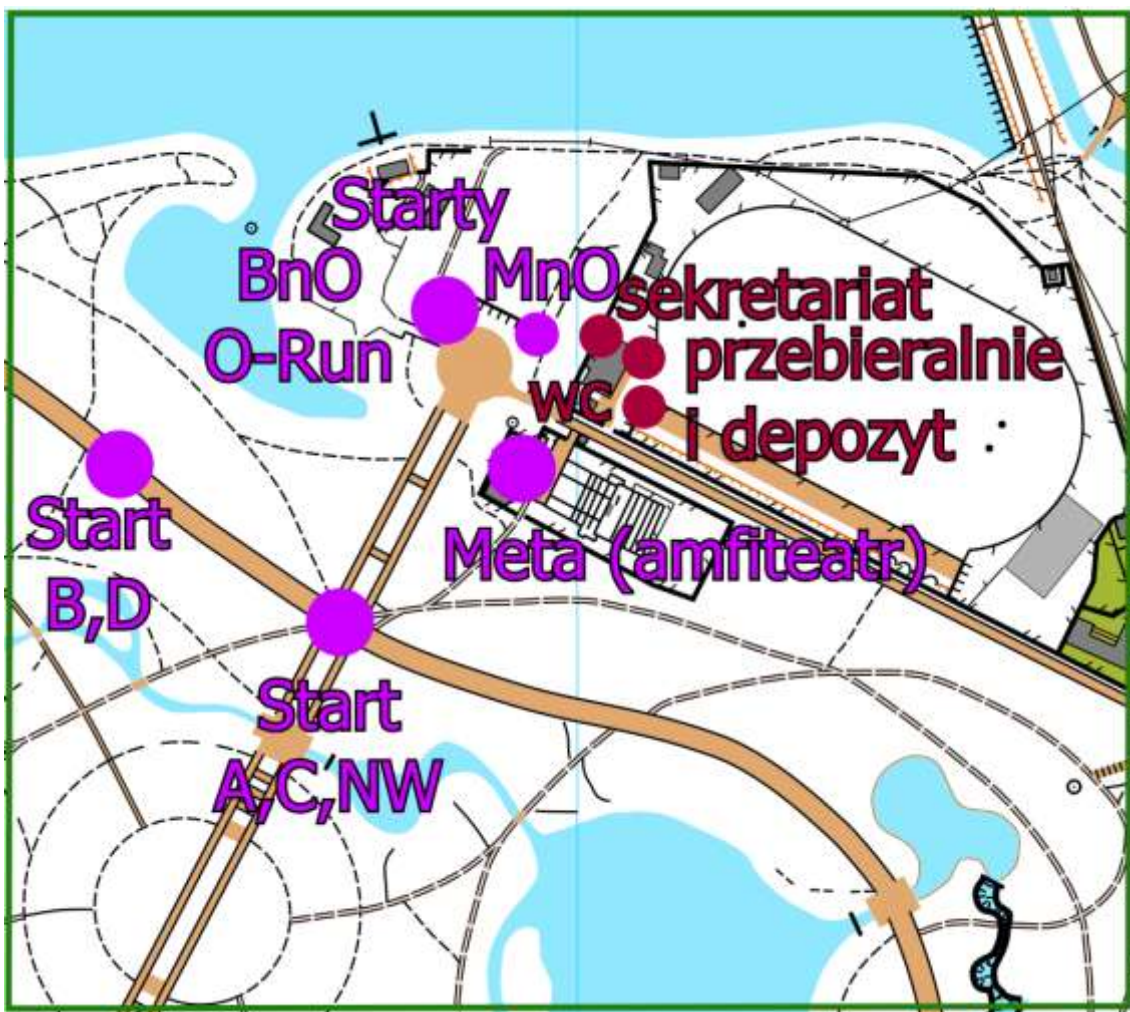 Starty
BnO MnO
O-Run
sekretariat
przebieralnie
wc
i depozyt
Start
B,D
Meta (amfiteatr)
Start
A,C,NW